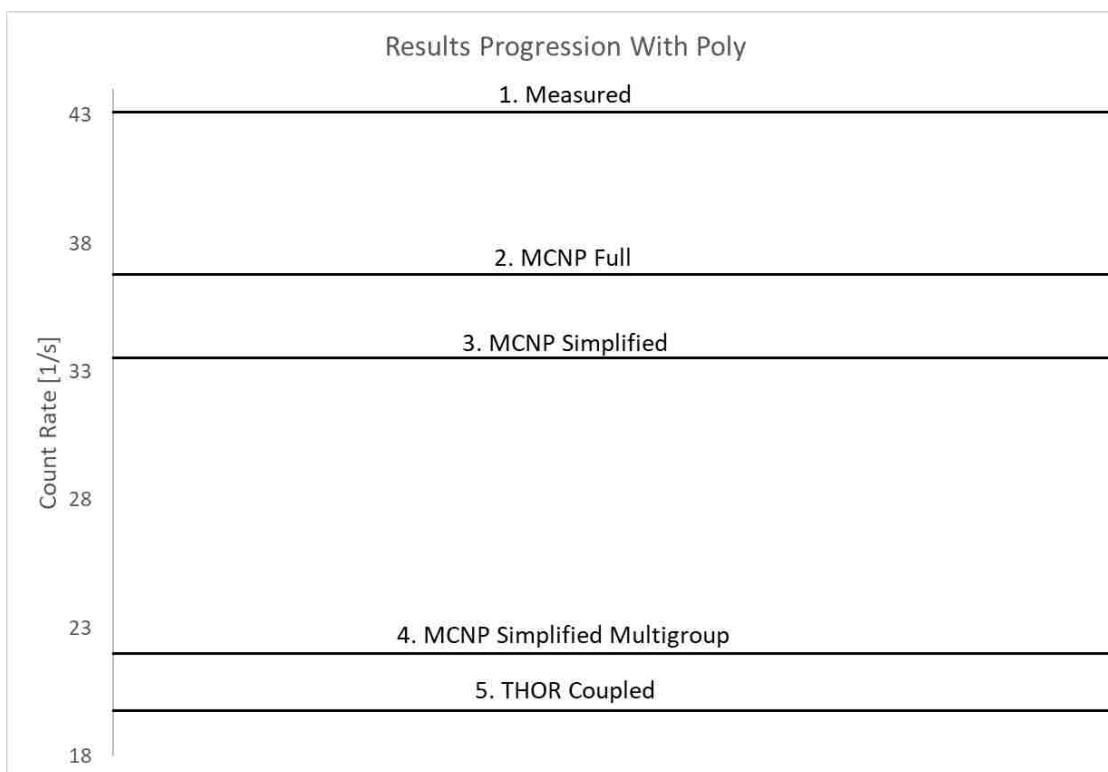 Results Progression With Poly
1. Measured
43
38
2. MCNP Full
3. MCNP Simplified
33
Count Rate [1/s]
28
23
4. MCNP Simplified Multigroup
5. THOR Coupled
18